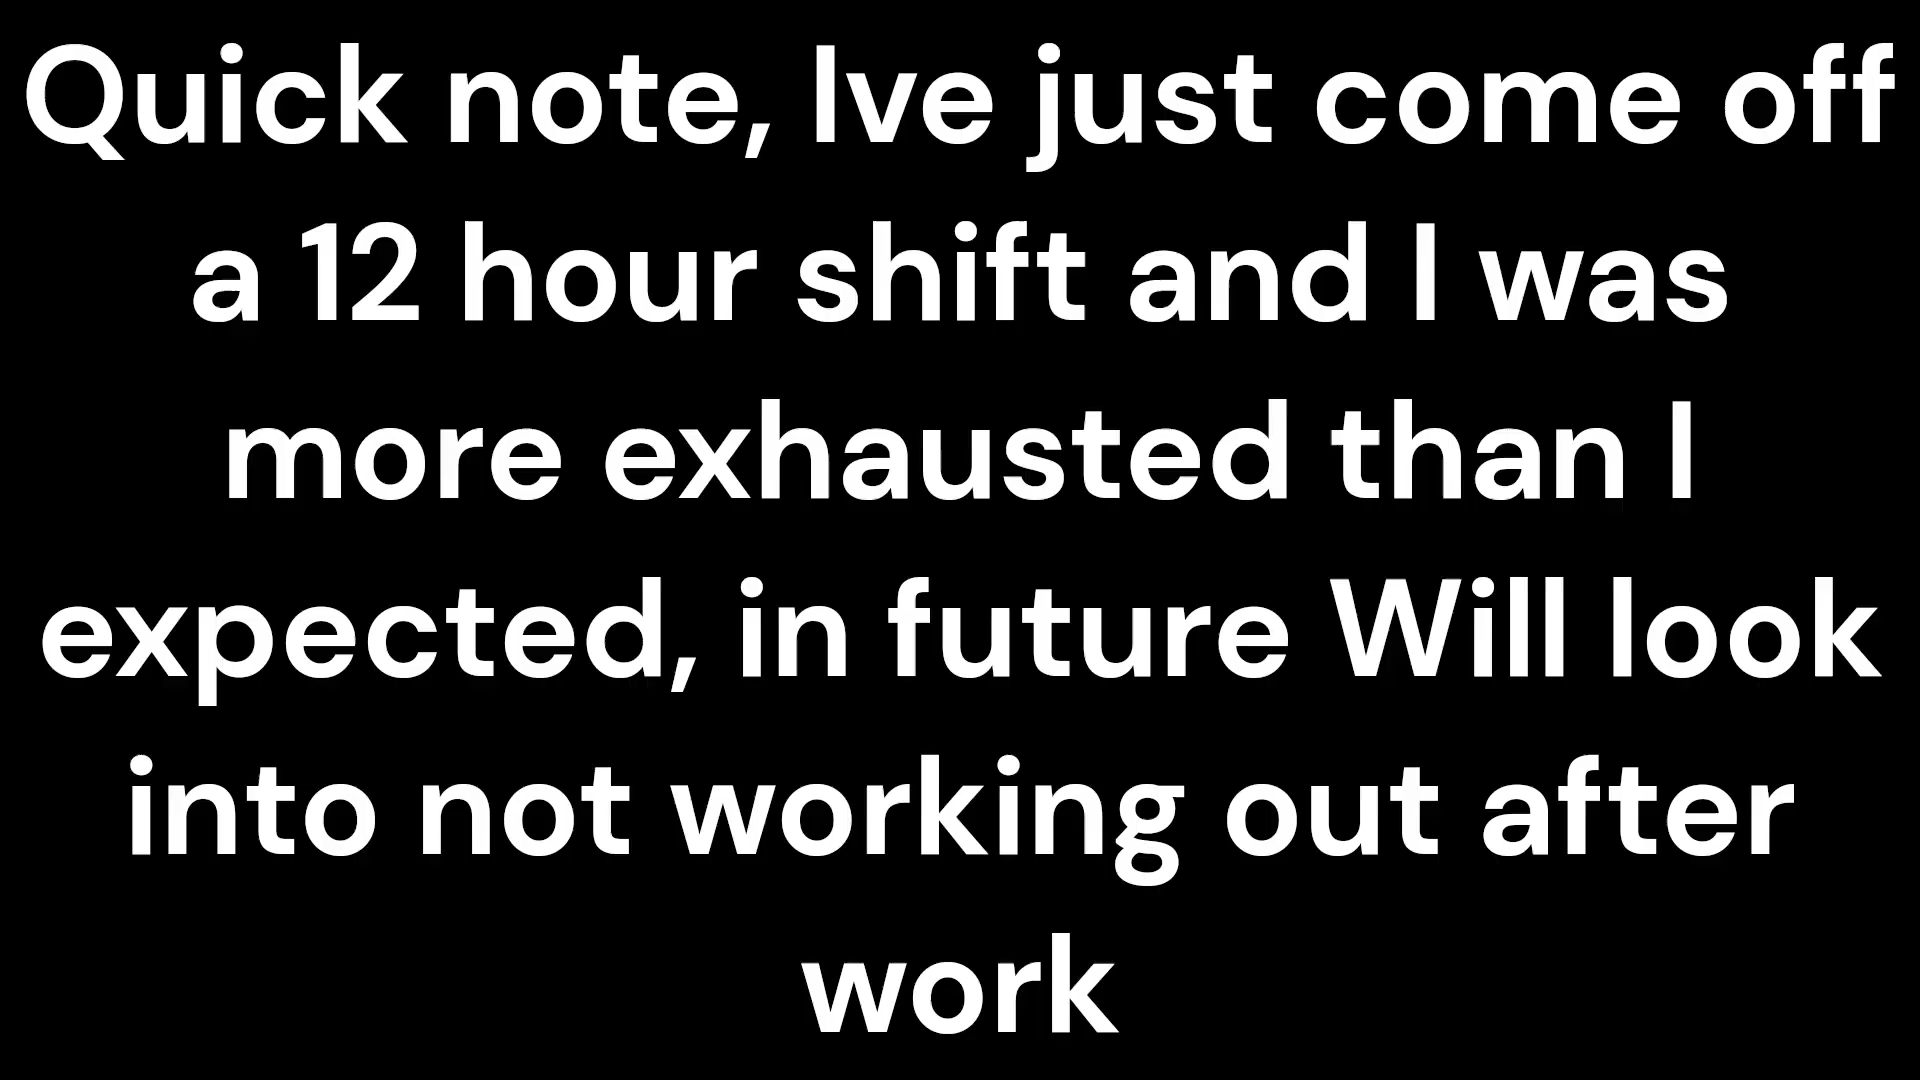 Quick note, Ive just come off
a 12 hour shift and I was
more exhausted than I
expected, in future Will look
into not working out after
work